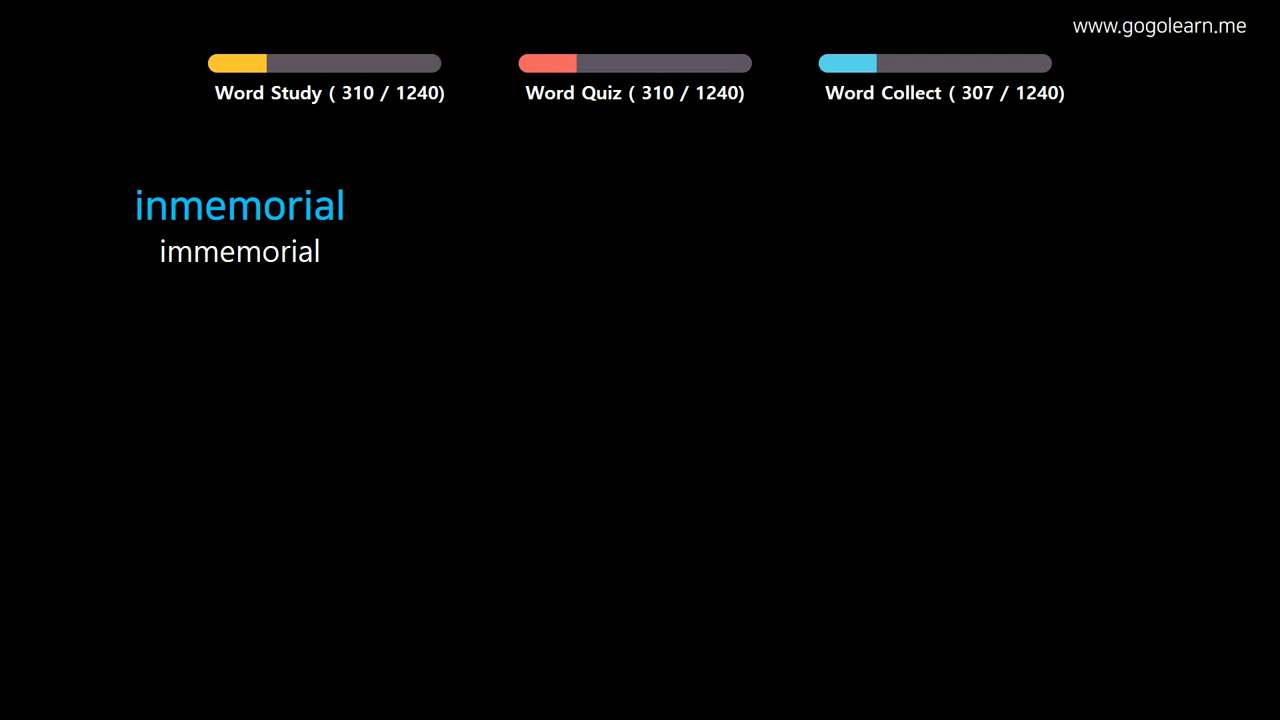 www.gogolearn.me
Word Study ( 310 / 1240)
Word Quiz ( 310 / 1240)
Word Collect ( 307 / 1240)
inmemorial
immemorial